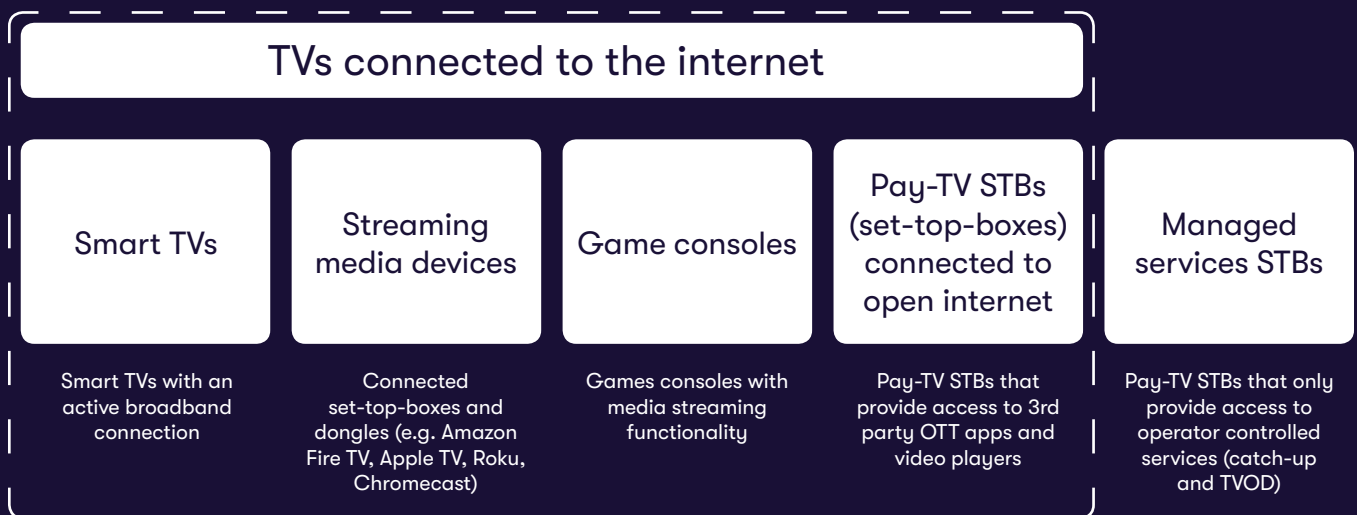 TVs connected to the internet
Smart TVs
Streaming
media devices
Game consoles
Pay-TV STBs
(set-top-boxes)
connected to
open internet
Managed
services STBs
Smart TVs with an
active broadband
connection
Connected
set-top-boxes and
dongles (e.g. Amazon
Fire TV, Apple TV, Roku,
Chromecast)
Games consoles with
media streaming
functionality
Pay-TV STBs that
provide access to 3rd
party OTT apps and
video players
Pay-TV STBs that only
provide access to
operator controlled
services (catch-up
and TVOD)